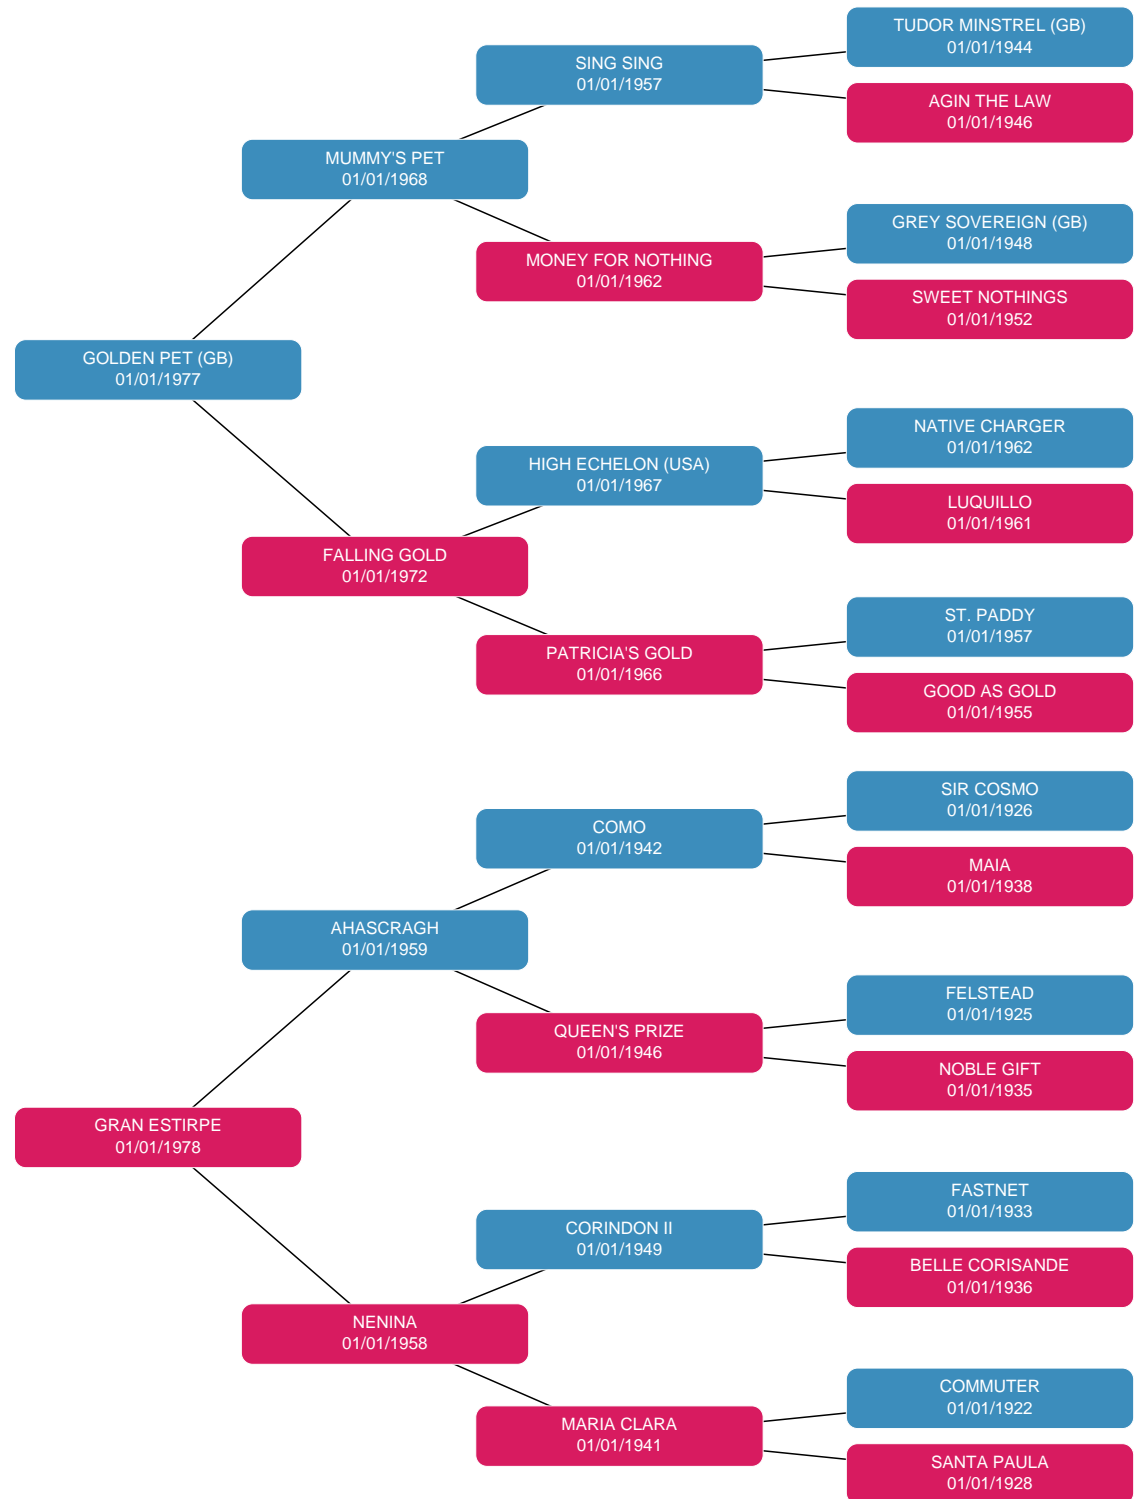 TUDOR MINSTREL (GB)
01/01/1944
SING SING
01/01/1957
AGIN THE LAW
01/01/1946
MUMMY'S PET
01/01/1968
GREY SOVEREIGN (GB)
01/01/1948
MONEY FOR NOTHING
01/01/1962
SWEET NOTHINGS
01/01/1952
GOLDEN PET (GB)
01/01/1977
NATIVE CHARGER
01/01/1962
HIGH ECHELON (USA)
01/01/1967
LUQUILLO
01/01/1961
FALLING GOLD
01/01/1972
ST. PADDY
01/01/1957
PATRICIA'S GOLD
01/01/1966
GOOD AS GOLD
01/01/1955
SIR COSMO
01/01/1926
COMO
01/01/1942
MAIA
01/01/1938
AHASCRAGH
01/01/1959
FELSTEAD
01/01/1925
QUEEN'S PRIZE
01/01/1946
NOBLE GIFT
01/01/1935
GRAN ESTIRPE
01/01/1978
FASTNET
01/01/1933
CORINDON II
01/01/1949
BELLE CORISANDE
01/01/1936
NENINA
01/01/1958
COMMUTER
01/01/1922
MARIA CLARA
01/01/1941
SANTA PAULA
01/01/1928